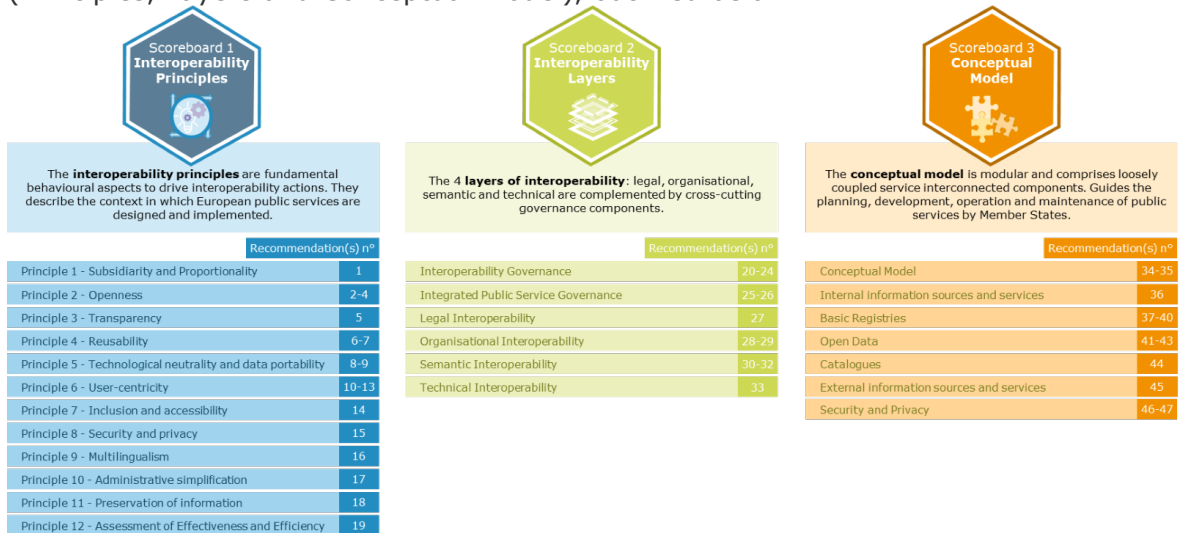 Scoreboard 1
Interoperability
Principles
The interoperability principles are fundamental
behavioural aspects to drive interoperability actions. They
describe the context in which European public services are
designed and implemented.
Recommendation(s) n°
Principle 1 - Subsidiarity and Proportionality 1
Principle 2 - Openness 2-4
Principle 3 - Transparency 5
Principle 4 - Reusability 6-7
Principle 5 - Technological neutrality and data portability 8-9
Principle 6 - User-centricity 10-13
Principle 7 - Inclusion and accessibility 14
Principle 8 - Security and privacy 15
Principle 9 - Multilingualism 16
Principle 10 - Administrative simplification 17
Principle 11 - Preservation of information 18
Principle 12 - Assessment of Effectiveness and Efficiency 19
Scoreboard 2
Interoperability
Layers
The 4 layers of interoperability: legal, organisational,
semantic and technical are complemented by cross-cutting
governance components.
Recommendation(s) n°
Interoperability Governance 20-24
Integrated Public Service Governance 25-26
Legal Interoperability 27
Organisational Interoperability 28-29
Semantic Interoperability 30-32
Technical Interoperability 33
Scoreboard 3
Conceptual
Model
The conceptual model is modular and comprises loosely
coupled service interconnected components. Guides the
planning, development, operation and maintenance of public
services by Member States.
Recommendation(s) n°
Conceptual Model 34-35
Internal information sources and services 36
Basic Registries 37-40
Open Data 41-43
Catalogues 44
External information sources and services 45
Security and Privacy 46-47